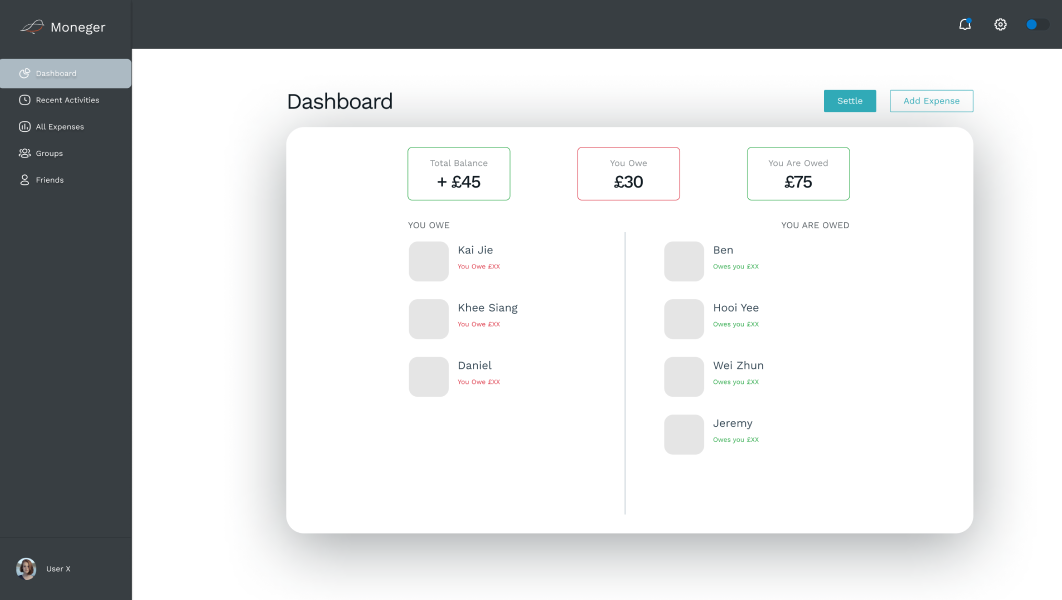 Moneger
Dashboard
Recent Activities
All Expenses
Groups
Friends
User X
Dashboard
Settle
Add Expense
Total Balance
+ £45
You Owe
£30
You Are Owed
£75
YOU OWE
Kai Jie
You Owe £XX
Khee Siang
You Owe £XX
Daniel
You Owe £XX
YOU ARE OWED
Ben
Owes you £XX
Hooi Yee
Owes you £XX
Wei Zhun
Owes you £XX
Jeremy
Owes you £XX